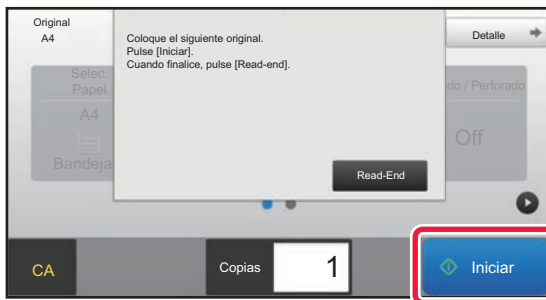 Original
A4
Coloque el siguiente original.
Pulse [Iniciar].
Cuando finalice, pulse [Read-end].
Detalle
Selec.
Papel
A4
Bandeja
do / Perforado
Off
Read-End
CA
Copias
1
Iniciar